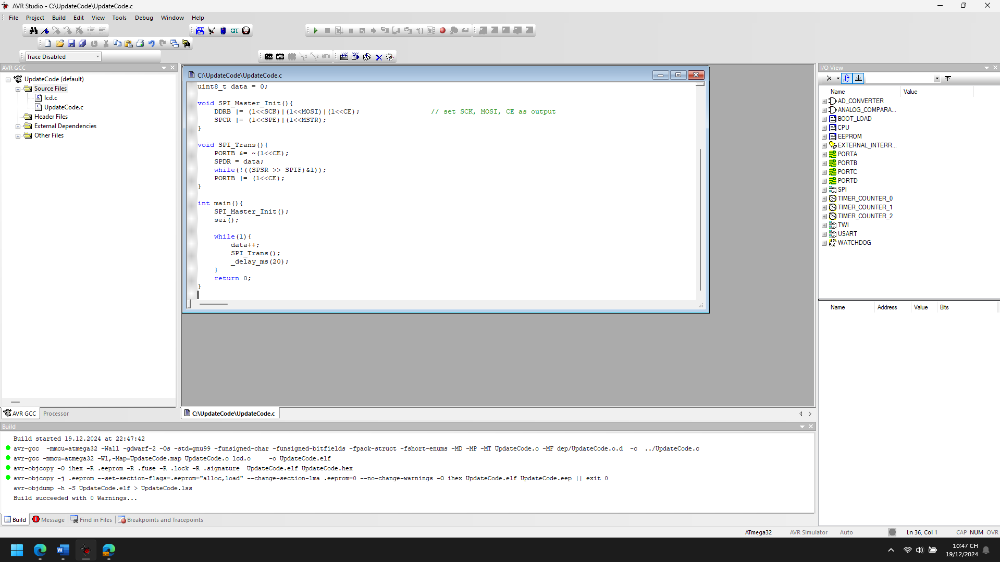 AVR Studio - C:\UpdateCode\UpdateCode.c
File Project Build Edit View Tools Debug Window Help
Trace Disabled
Con AVR AUTO
AVR GCC
UpdateCode (default)
Source Files
lcd.c
UpdateCode.c
Header Files
External Dependencies
Other Files
AVR GCC Processor
C:\UpdateCode\UpdateCode.c
uint8_t data = 0;
void SPI_Master_Init(){
DDRB |= (1<<SCK)|(1<<MOSI)|(1<<CE); // set SCK, MOSI, CE as output
SPCR |= (1<<SPE)|(1<<MSTR);
}
void SPI_Trans(){
PORTB &= ~(1<<CE);
SPDR = data;
while(!((SPSR >> SPIF)&1));
PORTB |= (1<<CE);
}
int main(){
SPI_Master_Init();
sei();
while(1){
data++;
SPI_Trans();
_delay_ms(20);
}
return 0;
}
C:\UpdateCode\UpdateCode.c
I/O View
Name Value
AD_CONVERTER
ANALOG_COMPARA...
BOOT_LOAD
CPU
EEPROM
EXTERNAL_INTERR...
PORTA
PORTB
PORTC
PORTD
SPI
TIMER_COUNTER_0
TIMER_COUNTER_1
TIMER_COUNTER_2
TWI
USART
WATCHDOG
Name Address Value Bits
Build
Build started 19.12.2024 at 22:47:42
avr-gcc -mmcu=atmega32 -Wall -gdwarf-2 -Os -std=gnu99 -funsigned-char -funsigned-bitfields -fpack-struct -fshort-enums -MD -MP -MT UpdateCode.o -MF dep/UpdateCode.o.d -c ../UpdateCode.c
avr-gcc -mmcu=atmega32 -Wl,-Map=UpdateCode.map UpdateCode.o lcd.o -o UpdateCode.elf
avr-objcopy -O ihex -R .eeprom -R .fuse -R .lock -R .signature UpdateCode.elf UpdateCode.hex
avr-objcopy -j .eeprom --set-section-flags=.eeprom="alloc,load" --change-section-lma .eeprom=0 --no-change-warnings -O ihex UpdateCode.elf UpdateCode.eep || exit 0
avr-objdump -h -S UpdateCode.elf > UpdateCode.lss
Build succeeded with 0 Warnings...
Build Message Find in Files Breakpoints and Tracepoints
ATmega32 AVR Simulator Auto Ln 36, Col 1 CAP NUM OVR
10:47 CH
19/12/2024